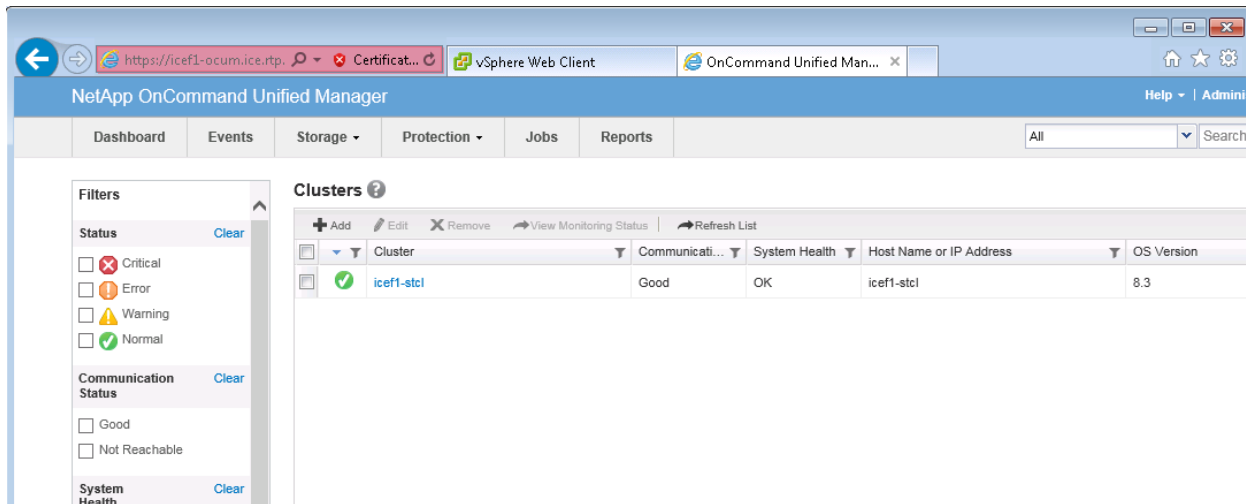 https://icef1-ocum.ice.rtp. Certificat... vSphere Web Client OnCommand Unified Man...
NetApp OnCommand Unified Manager Help | Adminis
Dashboard Events Storage Protection Jobs Reports All Search
Filters
Clusters
Add Edit Remove View Monitoring Status Refresh List
Status Clear
Cluster Communicati... System Health Host Name or IP Address OS Version
Critical
icef1-stcl Good OK icef1-stcl 8.3
Error
Warning
Normal
Communication Clear
Status
Good
Not Reachable
System Clear
Health